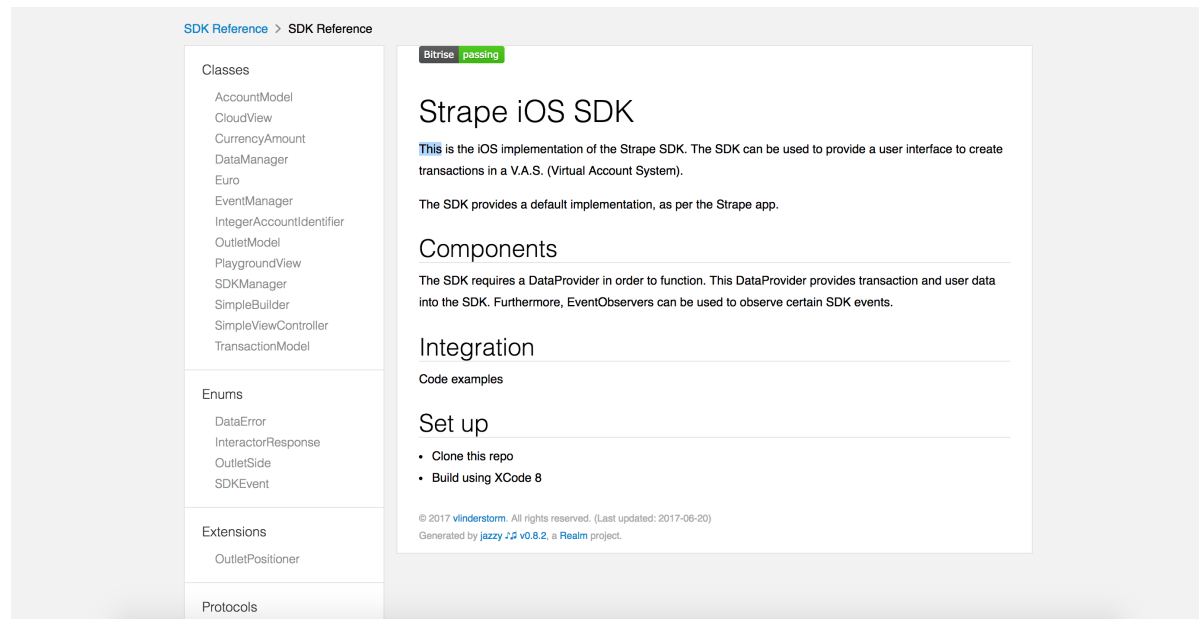 SDK Reference > SDK Reference
Classes
AccountModel
CloudView
CurrencyAmount
DataManager
Euro
EventManager
IntegerAccountIdentifier
OutletModel
PlaygroundView
SDKManager
SimpleBuilder
SimpleViewController
TransactionModel
Enums
DataError
InteractorResponse
OutletSide
SDKEvent
Extensions
OutletPositioner
Protocols
Bitrise passing
Strape iOS SDK
This is the iOS implementation of the Strape SDK. The SDK can be used to provide a user interface to create
transactions in a V.A.S. (Virtual Account System).
The SDK provides a default implementation, as per the Strape app.
Components
The SDK requires a DataProvider in order to function. This DataProvider provides transaction and user data
into the SDK. Furthermore, EventObservers can be used to observe certain SDK events.
Integration
Code examples
Set up
• Clone this repo
• Build using XCode 8
© 2017 vlinderstorm. All rights reserved. (Last updated: 2017-06-20)
Generated by jazzy ♪♫ v0.8.2, a Realm project.